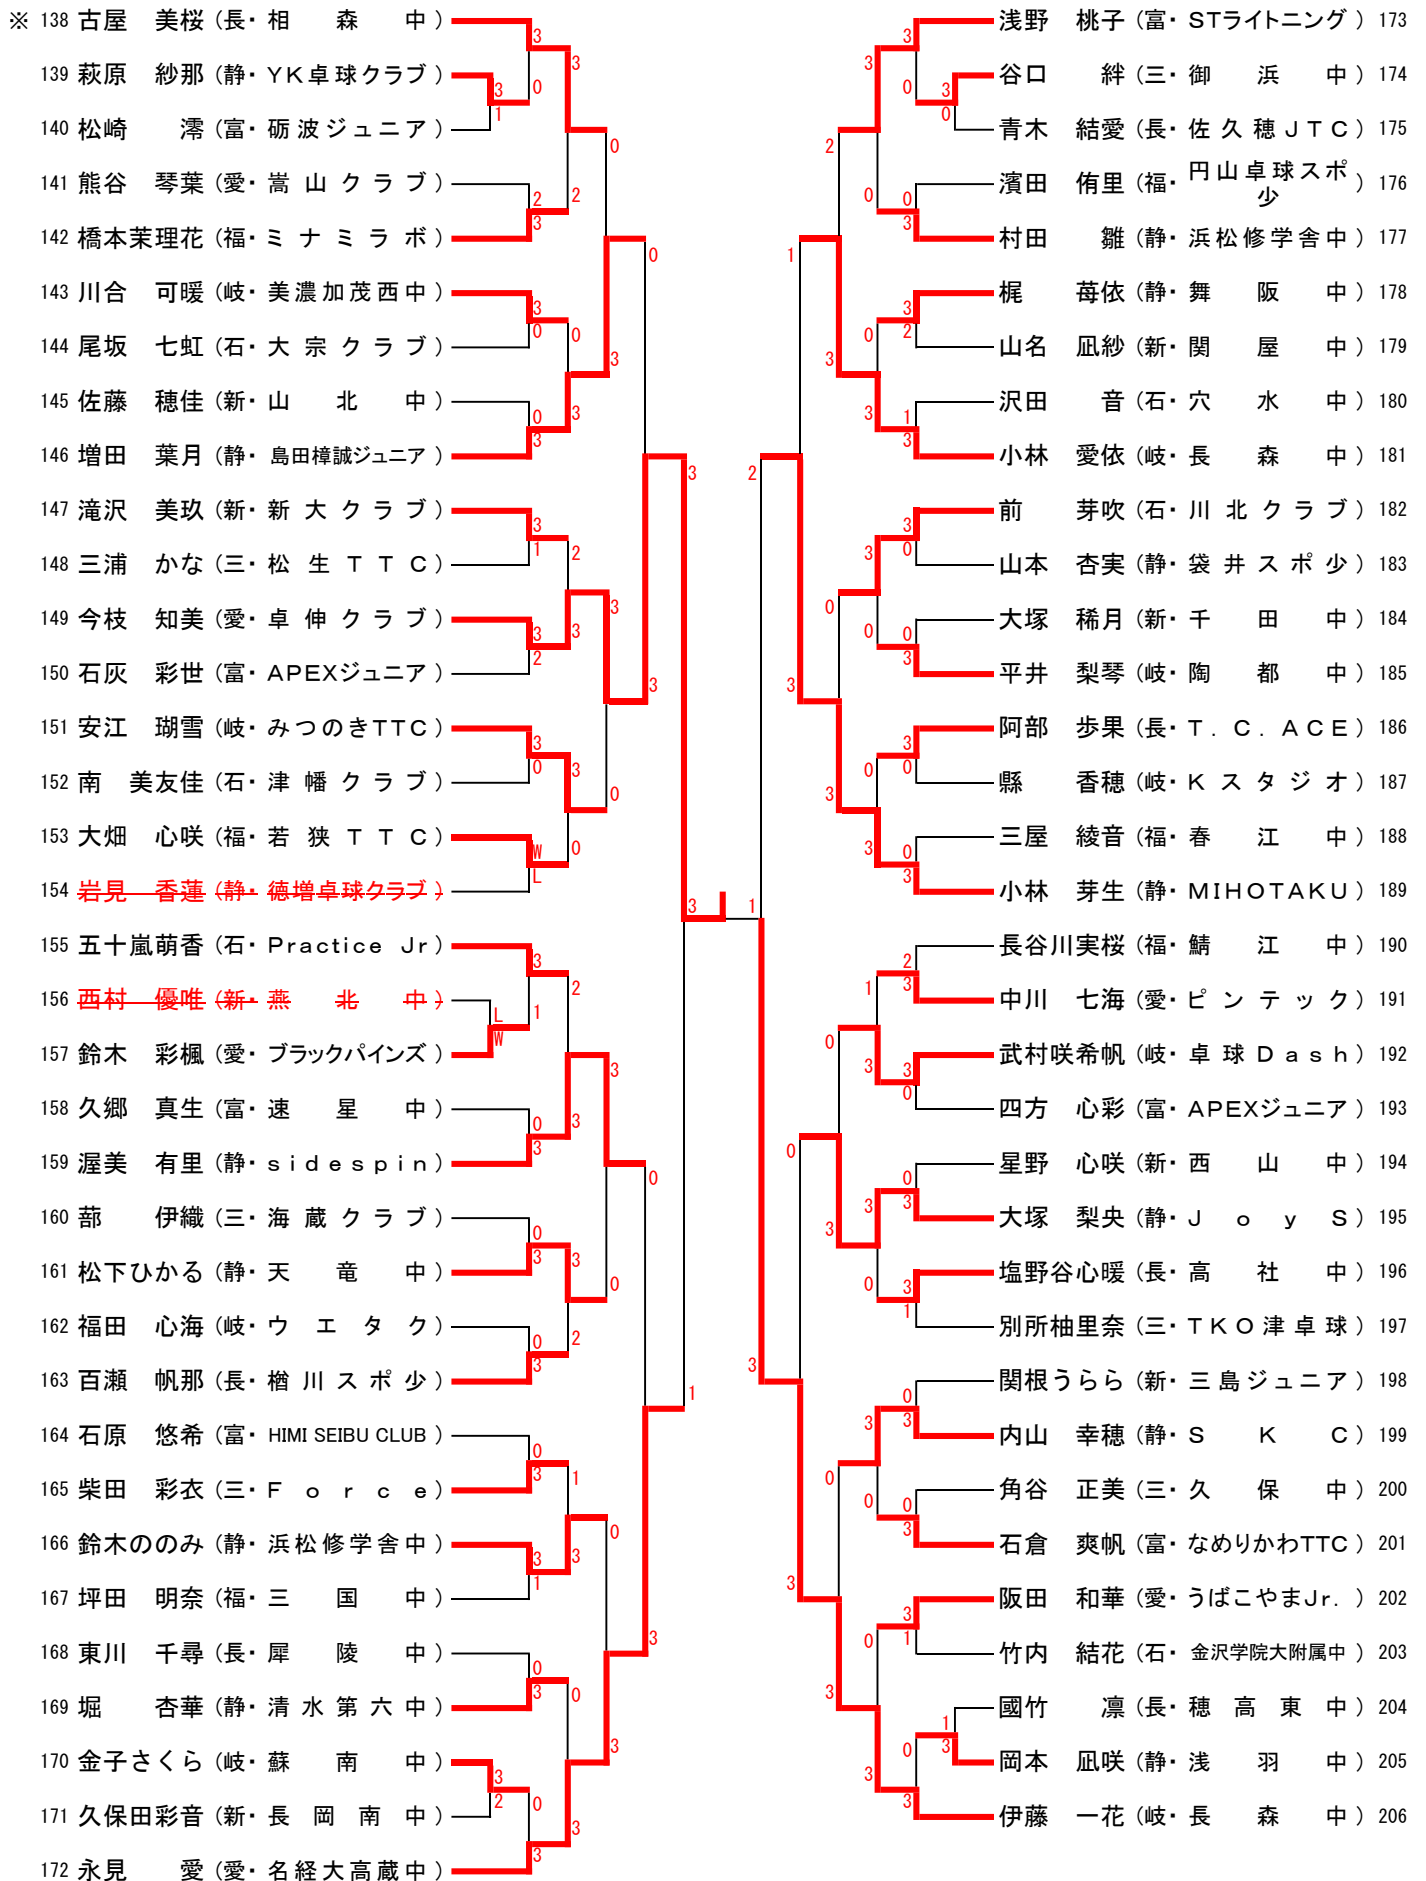 ※ 138 古屋　美桜 (長・相　森　中)
139 萩原　紗那 (静・YK卓球クラブ)
140 松崎　　澪 (富・砺波ジュニア)
141 熊谷　琴葉 (愛・嵩山クラブ)
142 橋本茉理花 (福・ミナミラボ)
143 川合　可暖 (岐・美濃加茂西中)
144 尾坂　七虹 (石・大宗クラブ)
145 佐藤　穂佳 (新・山　北　中)
146 増田　葉月 (静・島田樟誠ジュニア)
147 滝沢　美玖 (新・新大クラブ)
148 三浦　かな (三・松生TTC)
149 今枝　知美 (愛・卓伸クラブ)
150 石灰　彩世 (富・APEXジュニア)
151 安江　瑚雪 (岐・みつのきTTC)
152 南　美友佳 (石・津幡クラブ)
153 大畑　心咲 (福・若狭TTC)
154 岩見　香蓮 (静・徳増卓球クラブ)
155 五十嵐萌香 (石・Practice Jr)
156 西村　優唯 (新・燕　北　中)
157 鈴木　彩楓 (愛・ブラックパインズ)
158 久郷　真生 (富・速　星　中)
159 渥美　有里 (静・sidespin)
160 蔀　　伊織 (三・海蔵クラブ)
161 松下ひかる (静・天　竜　中)
162 福田　心海 (岐・ウエタク)
163 百瀬　帆那 (長・楢川スポ少)
164 石原　悠希 (富・HIMI SEIBU CLUB)
165 柴田　彩衣 (三・Force)
166 鈴木ののみ (静・浜松修学舎中)
167 坪田　明奈 (福・三　国　中)
168 東川　千尋 (長・犀　陵　中)
169 堀　　杏華 (静・清水第六中)
170 金子さくら (岐・蘇　南　中)
171 久保田彩音 (新・長岡南中)
172 永見　　愛 (愛・名経大高蔵中)
浅野　桃子 (富・STライトニング) 173
谷口　　絆 (三・御　浜　中) 174
青木　結愛 (長・佐久穂JTC) 175
濱田　侑里 (福・円山卓球スポ少) 176
村田　　雛 (静・浜松修学舎中) 177
梶　　苺依 (静・舞　阪　中) 178
山名　凪紗 (新・関　屋　中) 179
沢田　　音 (石・穴　水　中) 180
小林　愛依 (岐・長　森　中) 181
前　　芽吹 (石・川北クラブ) 182
山本　杏実 (静・袋井スポ少) 183
大塚　稀月 (新・千　田　中) 184
平井　梨琴 (岐・陶　都　中) 185
阿部　歩果 (長・T.C.ACE) 186
縣　　香穂 (岐・Kスタジオ) 187
三屋　綾音 (福・春　江　中) 188
小林　芽生 (静・MIHOTAKU) 189
長谷川実桜 (福・鯖　江　中) 190
中川　七海 (愛・ピンテック) 191
武村咲希帆 (岐・卓球Dash) 192
四方　心彩 (富・APEXジュニア) 193
星野　心咲 (新・西　山　中) 194
大塚　梨央 (静・JoyS) 195
塩野谷心暖 (長・高　社　中) 196
別所柚里奈 (三・TKO津卓球) 197
関根うらら (新・三島ジュニア) 198
内山　幸穂 (静・SKC) 199
角谷　正美 (三・久　保　中) 200
石倉　爽帆 (富・なめりかわTTC) 201
阪田　和華 (愛・うばこやまJr.) 202
竹内　結花 (石・金沢学院大附属中) 203
國竹　　凛 (長・穂高東中) 204
岡本　凪咲 (静・浅　羽　中) 205
伊藤　一花 (岐・長　森　中) 206